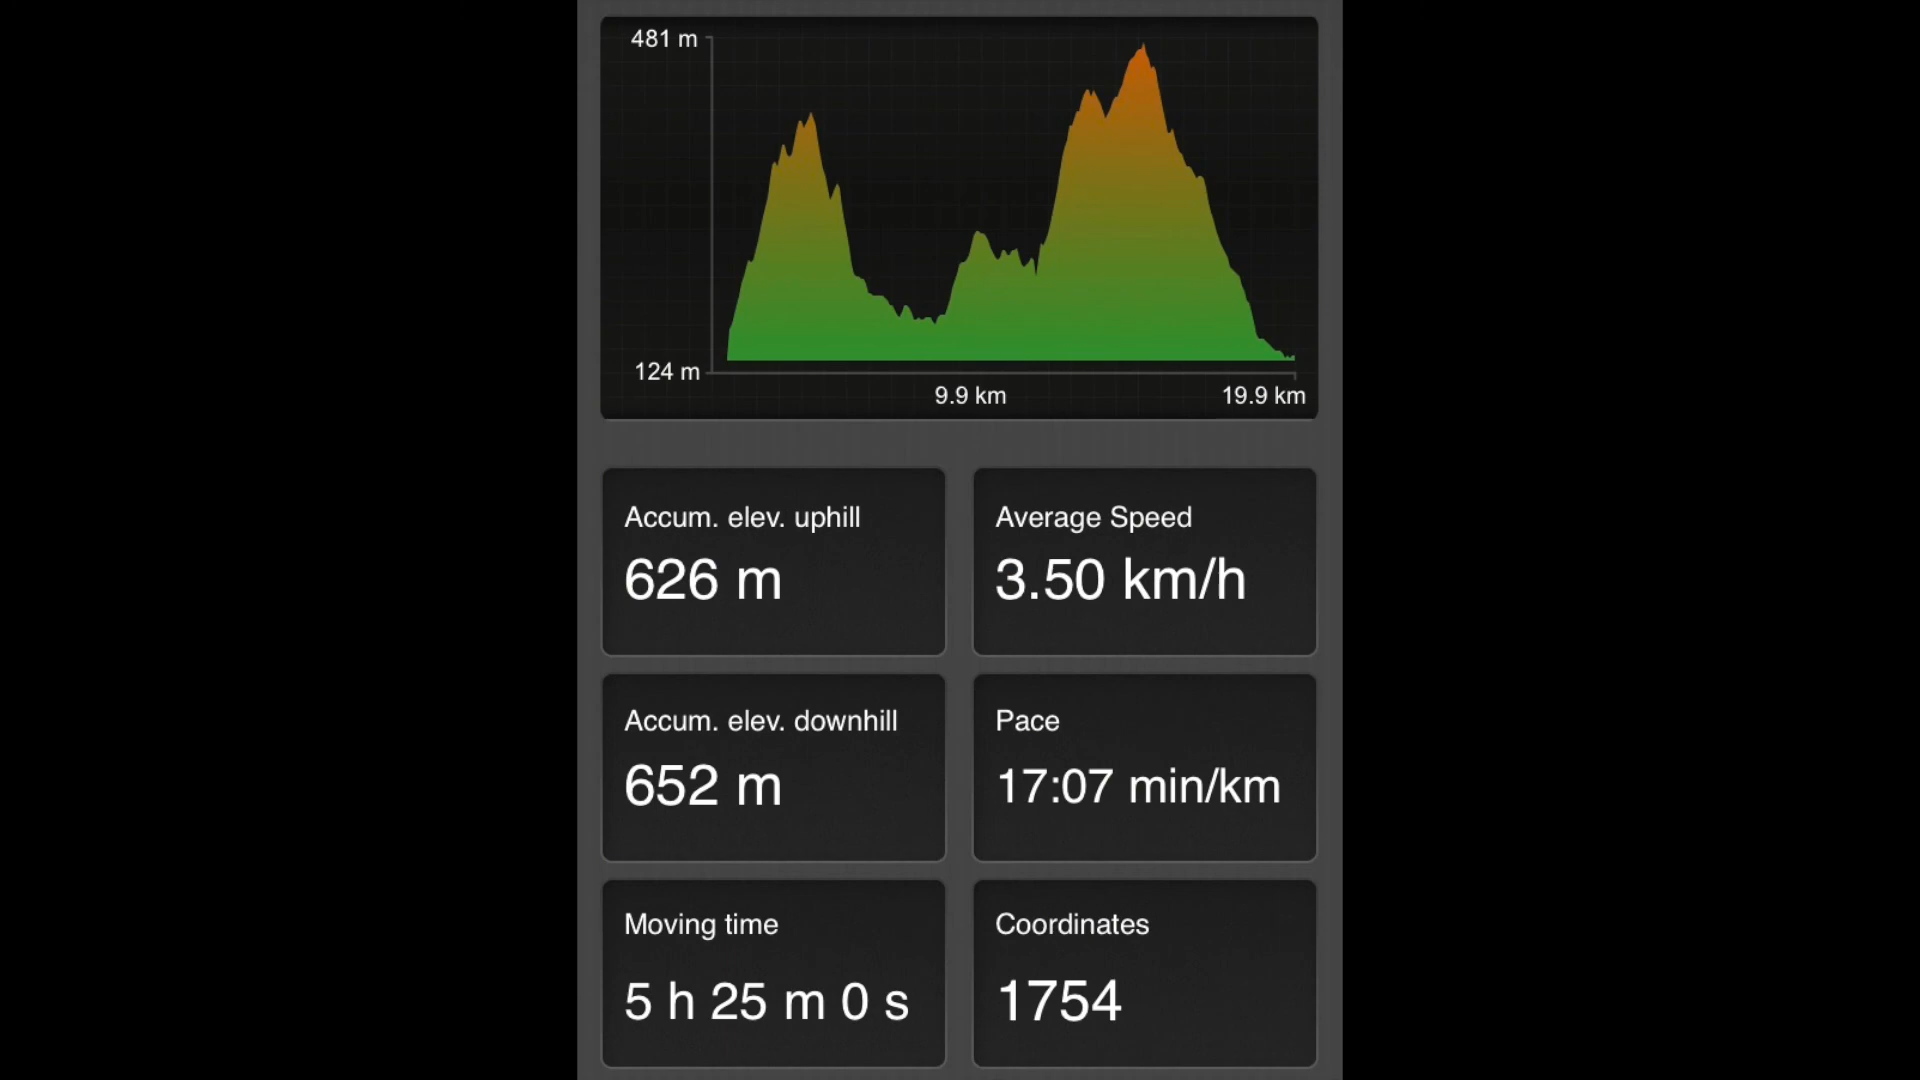 481 m
124 m
9.9 km
19.9 km
Accum. elev. uphill
626 m
Average Speed
3.50 km/h
Accum. elev. downhill
652 m
Pace
17:07 min/km
Moving time
5 h 25 m 0 s
Coordinates
1754